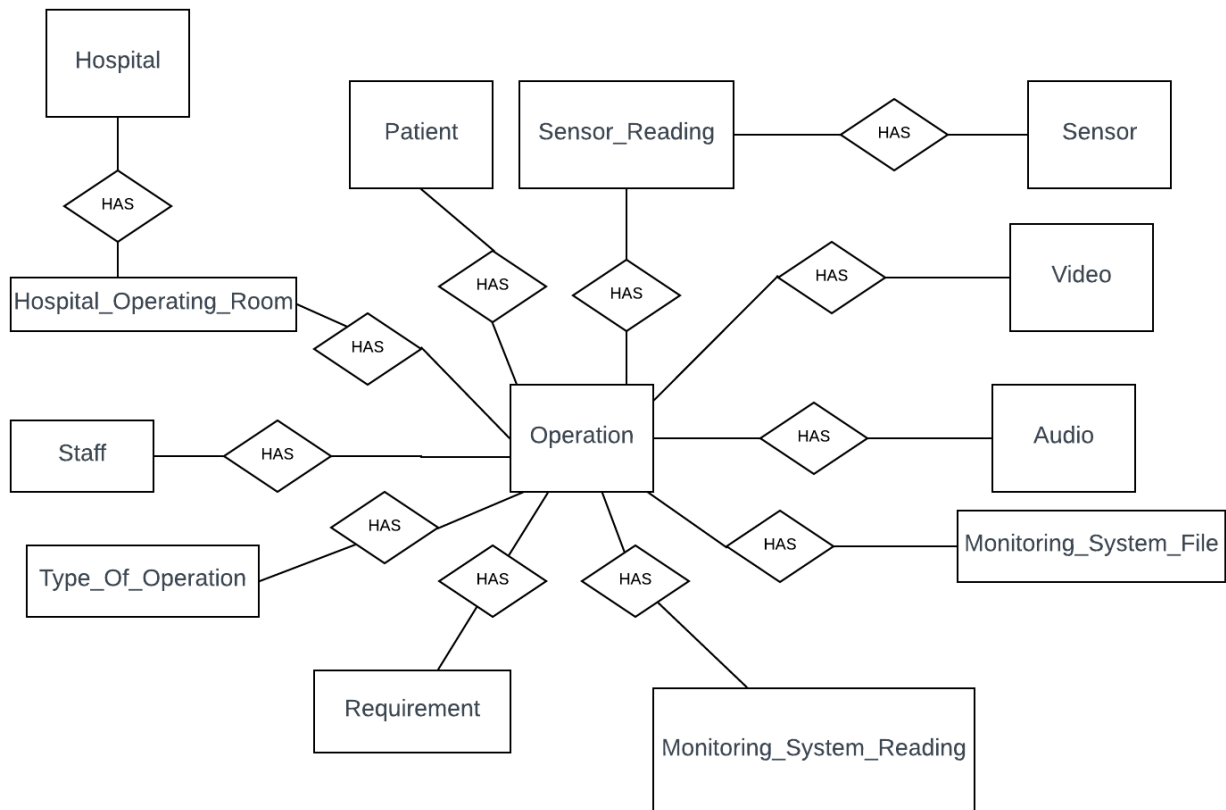 Hospital
HAS
Hospital_Operating_Room
HAS
Patient
HAS
Sensor_Reading
HAS
HAS
Sensor
HAS
Video
Operation
HAS
Audio
Staff
HAS
HAS
Type_Of_Operation
HAS
Requirement
HAS
Monitoring_System_Reading
HAS
Monitoring_System_File